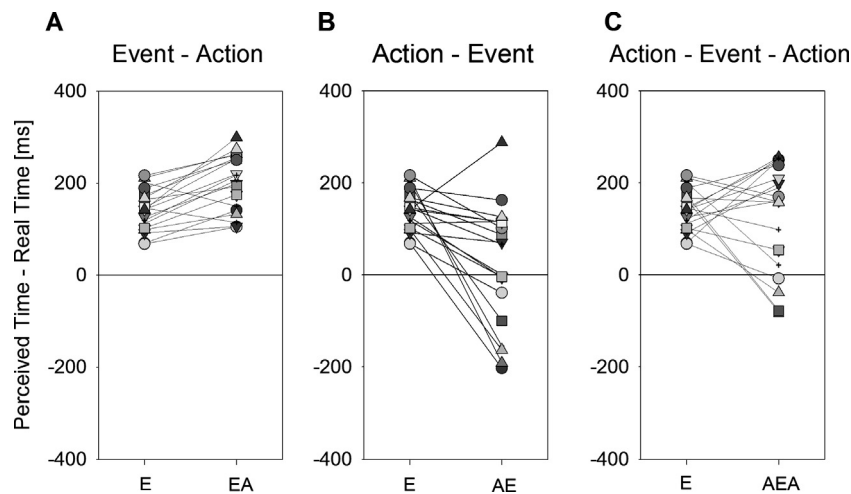 A
B
C
Event - Action
Action - Event
Action - Event - Action
Perceived Time - Real Time [ms]
400
200
0
-200
-400
E
EA
400
200
0
-200
-400
E
AE
400
200
0
-200
-400
E
AEA